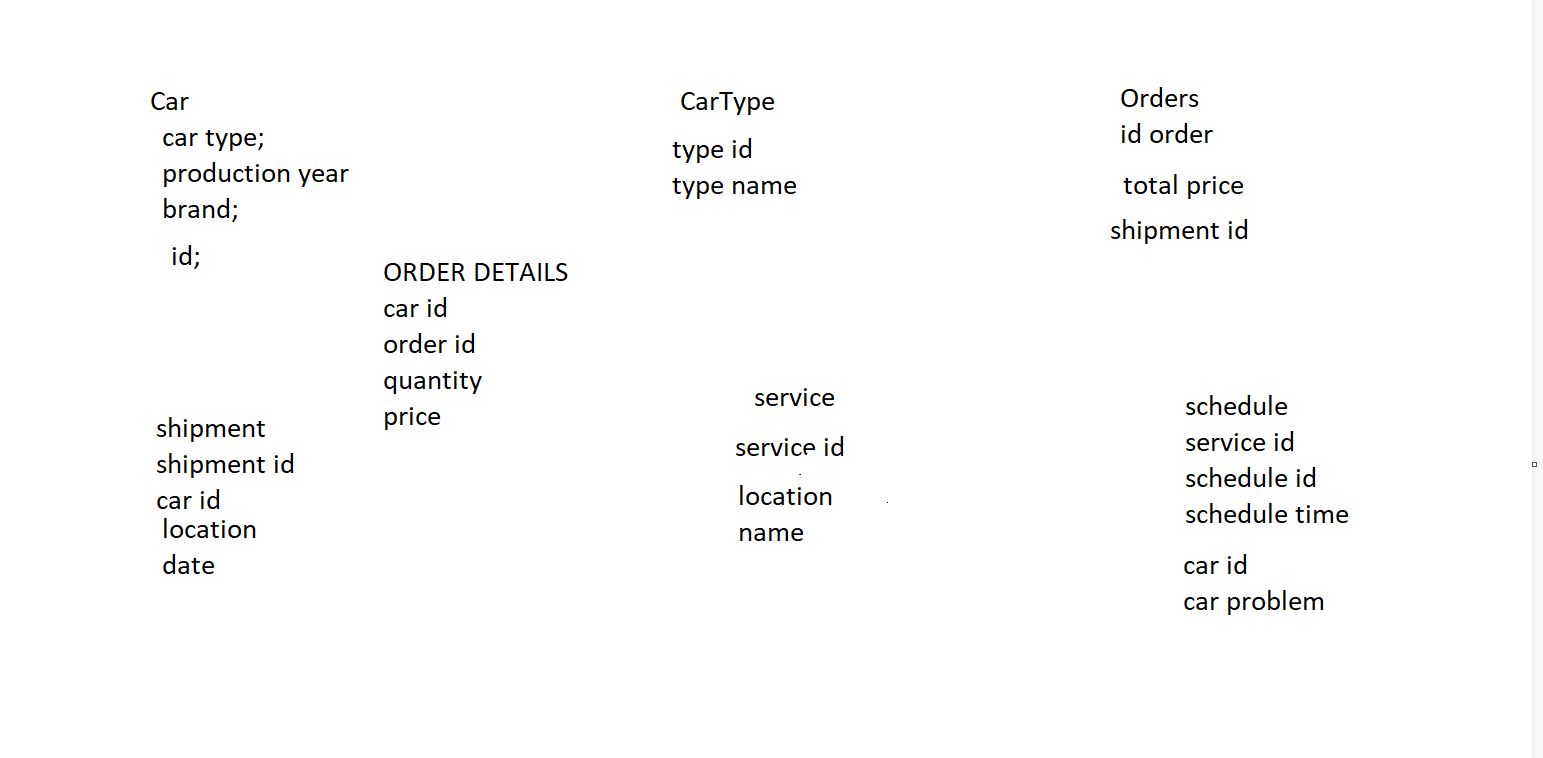 Car
car type;
production year
brand;
id;
CarType
type id
type name
Orders
id order
total price
shipment id
ORDER DETAILS
car id
order id
quantity
price
shipment
shipment id
car id
location
date
service
service id
location
name
schedule
service id
schedule id
schedule time
car id
car problem